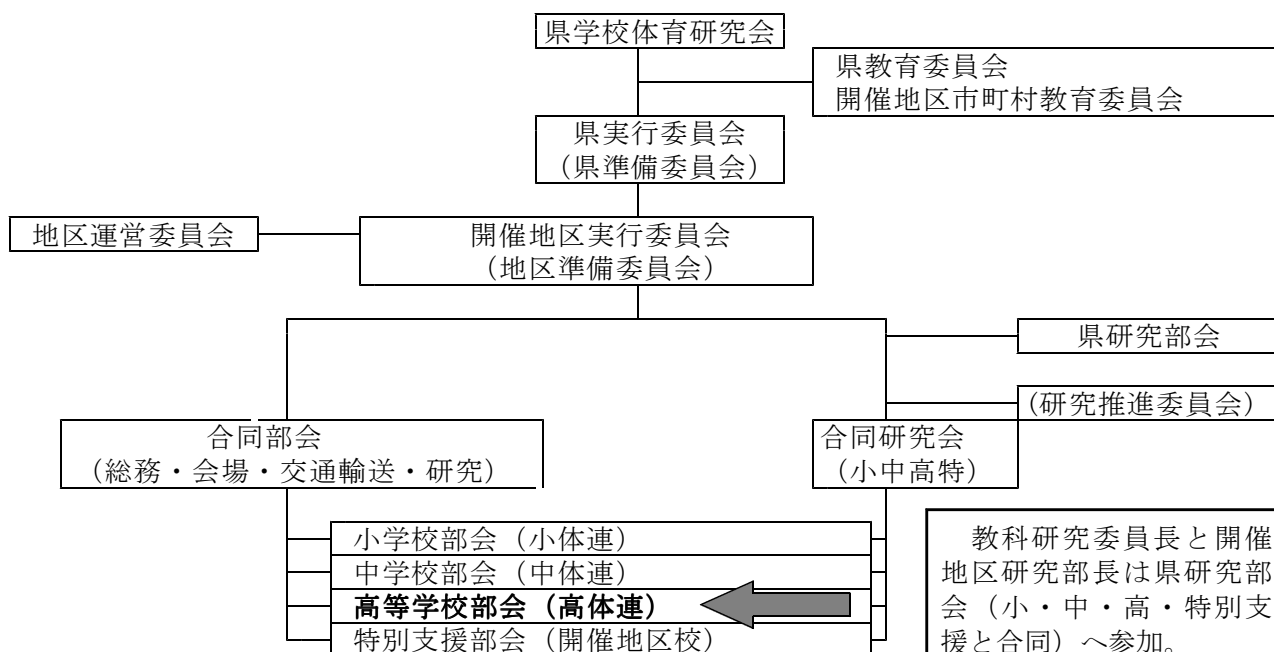 県学校体育研究会
県教育委員会
開催地区市町村教育委員会
県実行委員会
(県準備委員会)
地区運営委員会
開催地区実行委員会
(地区準備委員会)
県研究部会
(研究推進委員会)
合同部会
(総務・会場・交通輸送・研究)
合同研究会
(小中高特)
小学校部会(小体連)
中学校部会(中体連)
高等学校部会(高体連)
特別支援部会(開催地区校)
教科研究委員長と開催
地区研究部長は県研究部
会(小・中・高・特別支
援と合同)へ参加。